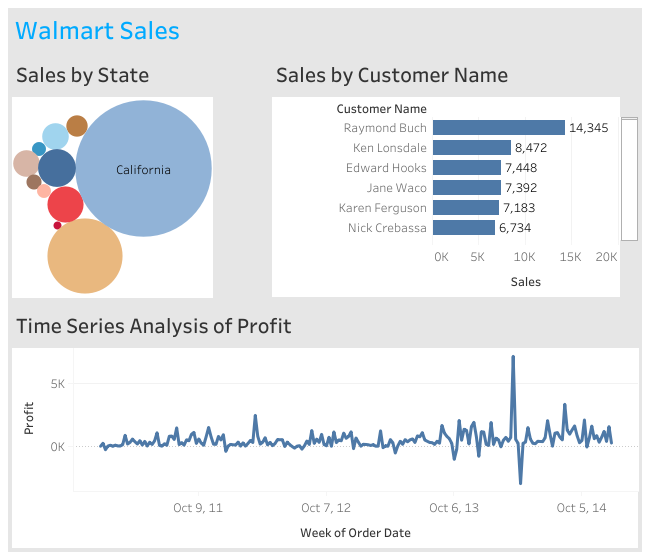 Walmart Sales
Sales by State
Sales by Customer Name
California
Customer Name
Raymond Buch 14,345
Ken Lonsdale 8,472
Edward Hooks 7,448
Jane Waco 7,392
Karen Ferguson 7,183
Nick Crebassa 6,734
0K 5K 10K 15K 20K
Sales
Time Series Analysis of Profit
5K
0K
Profit
Oct 9, 11 Oct 7, 12 Oct 6, 13 Oct 5, 14
Week of Order Date